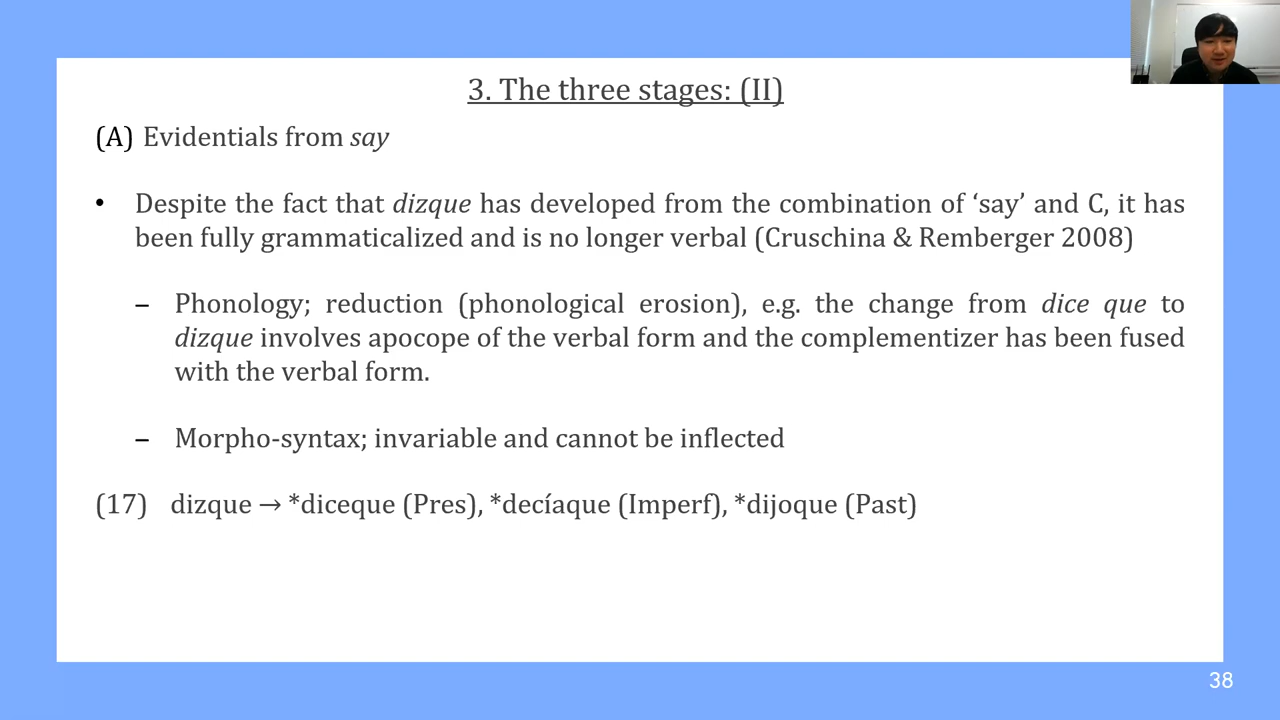 3. The three stages: (II)
(A) Evidentials from say
• Despite the fact that dizque has developed from the combination of ‘say’ and C, it has
been fully grammaticalized and is no longer verbal (Cruschina & Remberger 2008)
– Phonology; reduction (phonological erosion), e.g. the change from dice que to
dizque involves apocope of the verbal form and the complementizer has been fused
with the verbal form.
– Morpho-syntax; invariable and cannot be inflected
(17) dizque → *diceque (Pres), *decíaque (Imperf), *dijoque (Past)
38